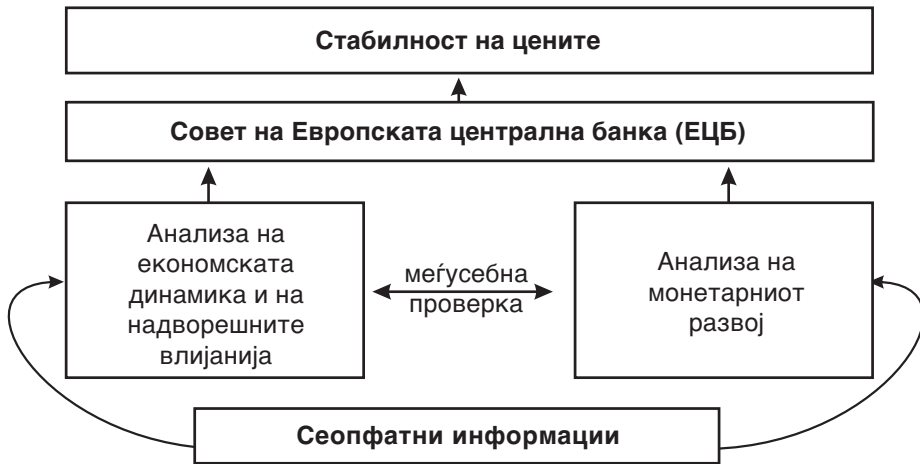 Стабилност на цените
Совет на Европската централна банка (ЕЦБ)
Анализа на
економската
динамика и на
надворешните
влијанија
меѓусебна
проверка
Анализа на
монетарниот
развој
Сеопфатни информации